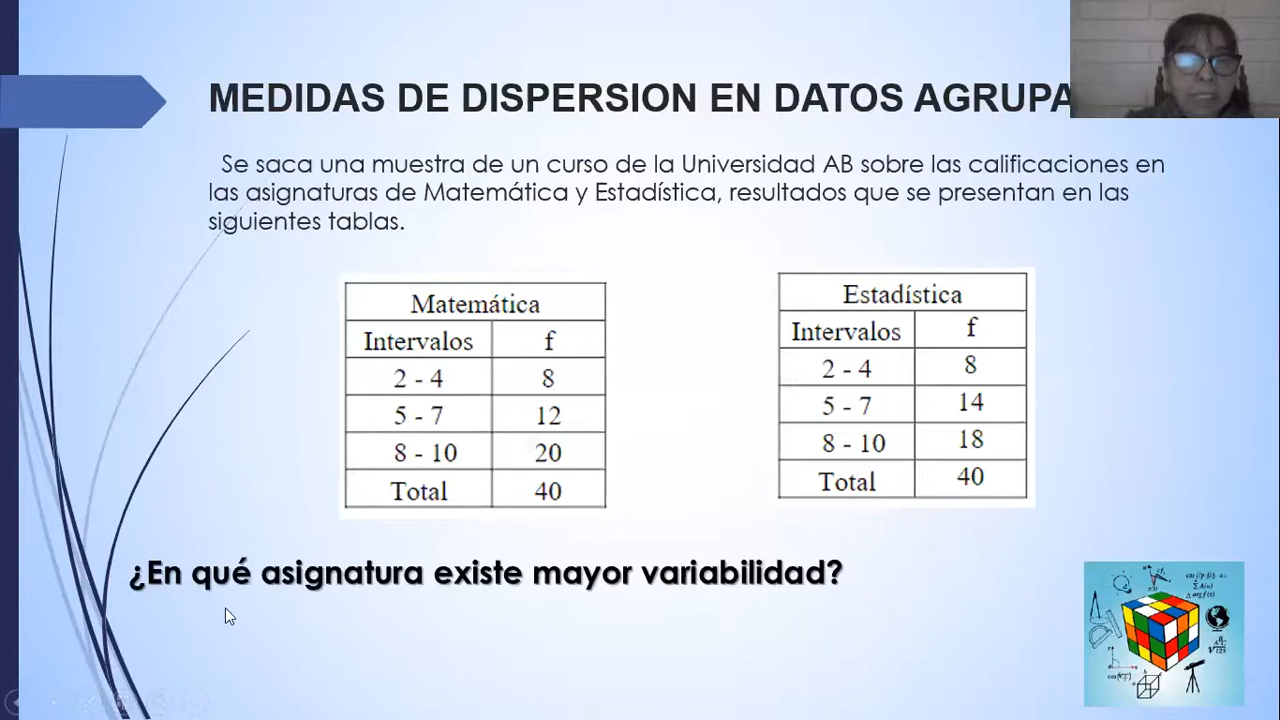 MEDIDAS DE DISPERSION EN DATOS AGRUPA
Se saca una muestra de un curso de la Universidad AB sobre las calificaciones en
las asignaturas de Matemática y Estadística, resultados que se presentan en las
siguientes tablas.
Matemática
Intervalos f
2 - 4 8
5 - 7 12
8 - 10 20
Total 40
Estadística
Intervalos f
2 - 4 8
5 - 7 14
8 - 10 18
Total 40
¿En qué asignatura existe mayor variabilidad?